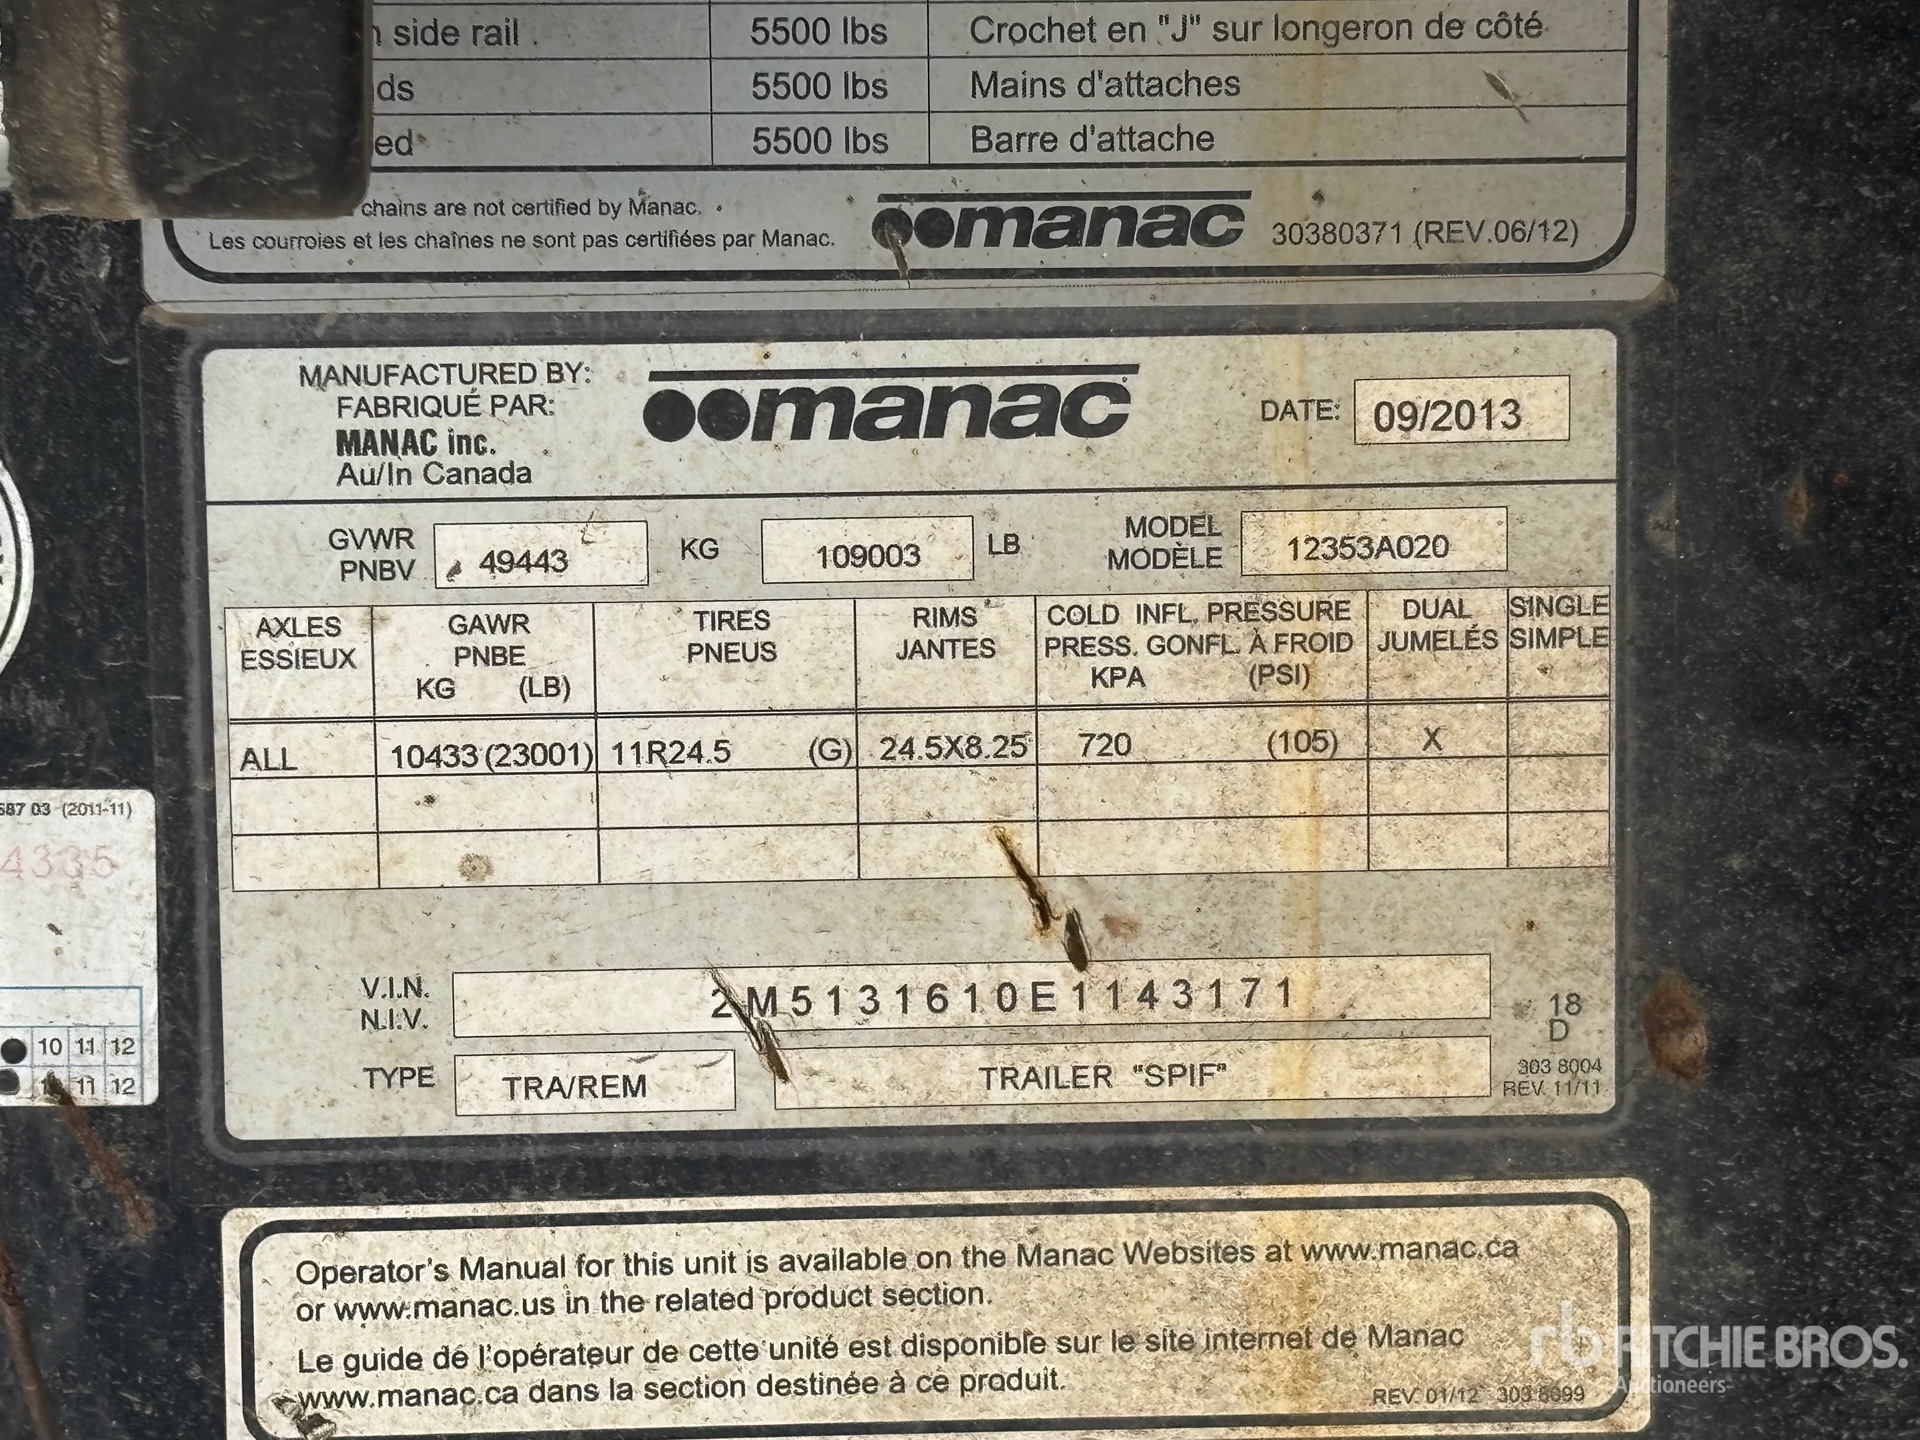 side rail 5500 lbs Crochet en "J" sur longeron de côté
ds 5500 lbs Mains d'attaches
ed 5500 lbs Barre d'attache
chains are not certified by Manac.
Les courroies et les chaînes ne sont pas certifiées par Manac.
manac 30380371 (REV.06/12)
MANUFACTURED BY:
FABRIQUÉ PAR:
MANAC inc.
Au/In Canada
manac
DATE: 09/2013
GVWR
PNBV
49443 KG 109003 LB
MODEL
MODÈLE
12353A020
AXLES
ESSIEUX
GAWR
PNBE
KG (LB)
TIRES
PNEUS
RIMS
JANTES
COLD INFL. PRESSURE
PRESS. GONFL. À FROID
KPA (PSI)
DUAL
JUMELÉS
SINGLE
SIMPLE
ALL 10433 (23001) 11R24.5 (G) 24.5X8.25 720 (105) X
687 03 (2011-11)
4335
10 11 12
11 12
V.I.N.
N.I.V.
2M5131610E1143171
18
D
TYPE TRA/REM TRAILER "SPIF"
303 8004
REV. 11/11
Operator's Manual for this unit is available on the Manac Websites at www.manac.ca
or www.manac.us in the related product section.
Le guide de l'opérateur de cette unité est disponible sur le site internet de Manac
www.manac.ca dans la section destinée à ce produit.
REV 01/12 303 8699
rb RITCHIE BROS.
Auctioneers